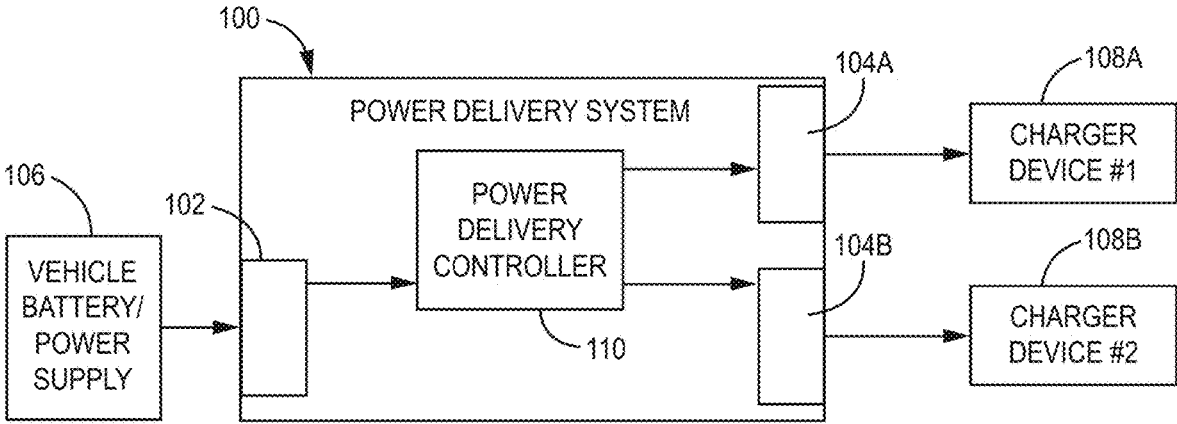 100
POWER DELIVERY SYSTEM
104A
108A
CHARGER
DEVICE #1
106
102
POWER
DELIVERY
CONTROLLER
104B
108B
VEHICLE
BATTERY/
POWER
SUPPLY
110
CHARGER
DEVICE #2